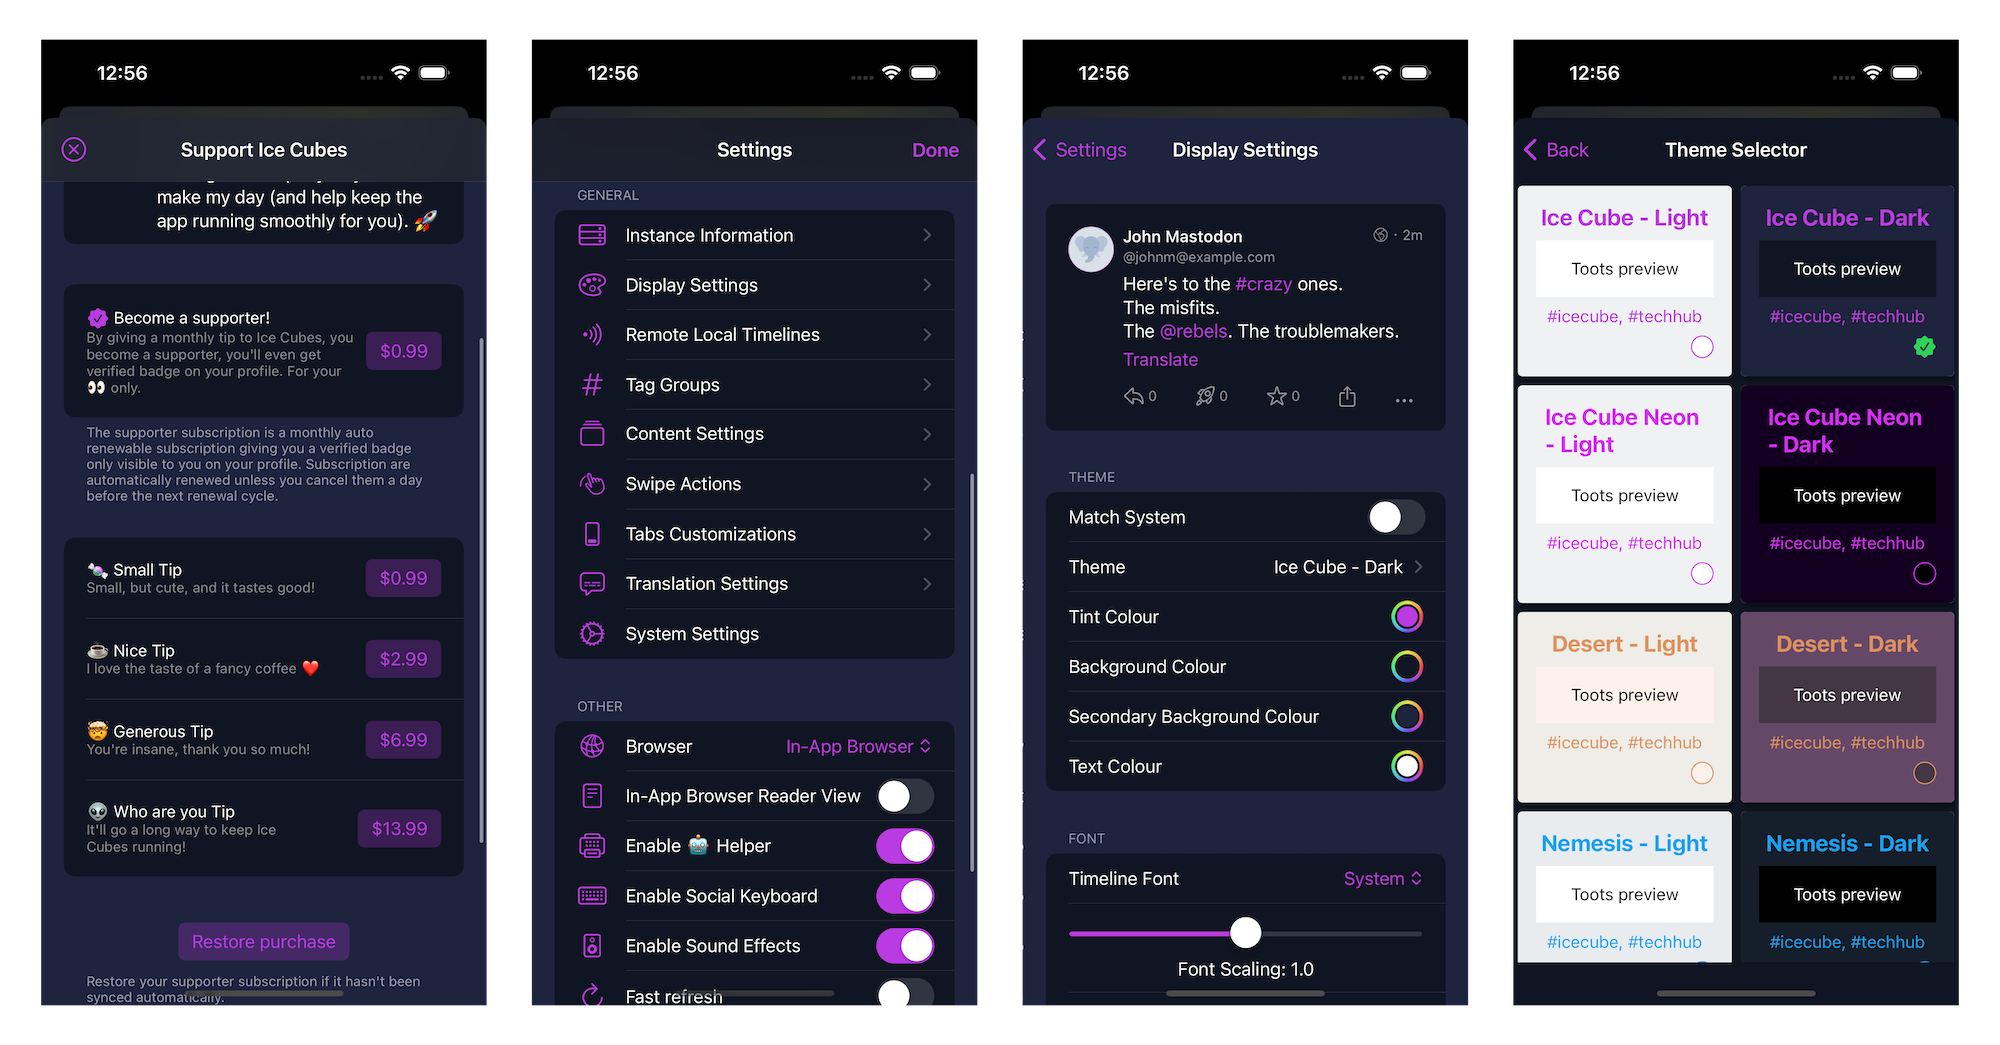 12:56
Support Ice Cubes
make my day (and help keep the
app running smoothly for you). 🚀
Become a supporter!
By giving a monthly tip to Ice Cubes, you
become a supporter, you'll even get
verified badge on your profile. For your
👀 only.
$0.99
The supporter subscription is a monthly auto
renewable subscription giving you a verified badge
only visible to you on your profile. Subscription are
automatically renewed unless you cancel them a day
before the next renewal cycle.
🍬 Small Tip
Small, but cute, and it tastes good!
$0.99
☕️ Nice Tip
I love the taste of a fancy coffee ❤️
$2.99
🤯 Generous Tip
You're insane, thank you so much!
$6.99
👽 Who are you Tip
It'll go a long way to keep Ice
Cubes running!
$13.99
Restore purchase
Restore your supporter subscription if it hasn't been
synced automatically.
12:56
Settings
Done
GENERAL
Instance Information
Display Settings
Remote Local Timelines
Tag Groups
Content Settings
Swipe Actions
Tabs Customizations
Translation Settings
System Settings
OTHER
Browser
In-App Browser
In-App Browser Reader View
Enable 🤖 Helper
Enable Social Keyboard
Enable Sound Effects
Fast refresh
12:56
Settings
Display Settings
John Mastodon
· 2m
@johnm@example.com
Here's to the #crazy ones.
The misfits.
The @rebels. The troublemakers.
Translate
0
0
0
...
THEME
Match System
Theme
Ice Cube - Dark
Tint Colour
Background Colour
Secondary Background Colour
Text Colour
FONT
Timeline Font
System
Font Scaling: 1.0
12:56
Back
Theme Selector
Ice Cube - Light
Toots preview
#icecube, #techhub
Ice Cube - Dark
Toots preview
#icecube, #techhub
Ice Cube Neon
- Light
Toots preview
#icecube, #techhub
Ice Cube Neon
- Dark
Toots preview
#icecube, #techhub
Desert - Light
Toots preview
#icecube, #techhub
Desert - Dark
Toots preview
#icecube, #techhub
Nemesis - Light
Toots preview
#icecube, #techhub
Nemesis - Dark
Toots preview
#icecube, #techhub